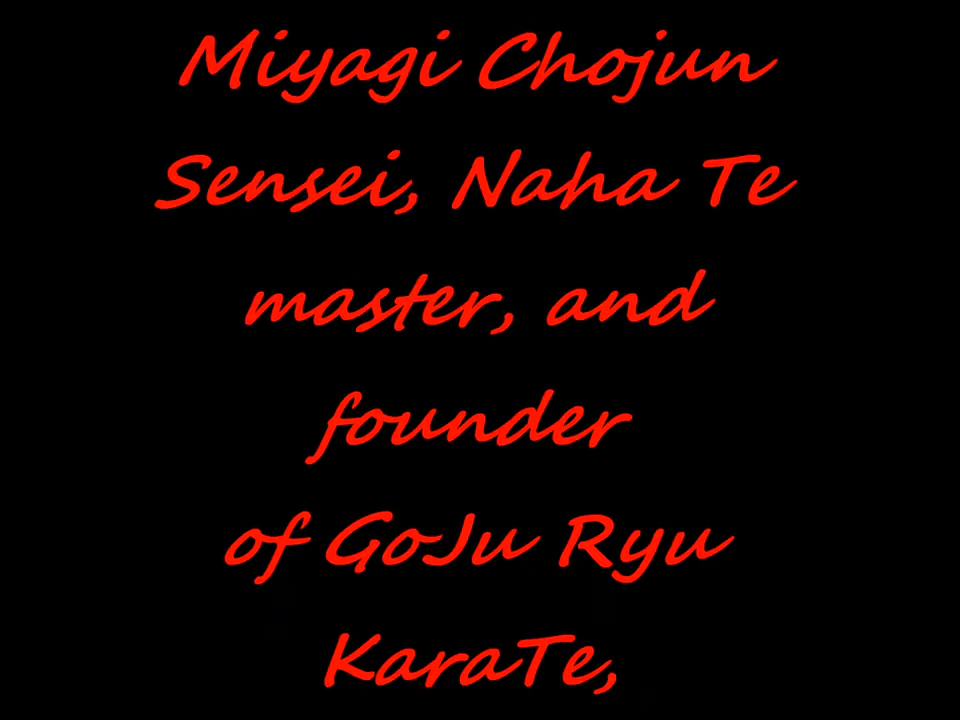 Miyagi Chojun
Sensei, Naha Te
master, and
founder
of GoJu Ryu
KaraTe,